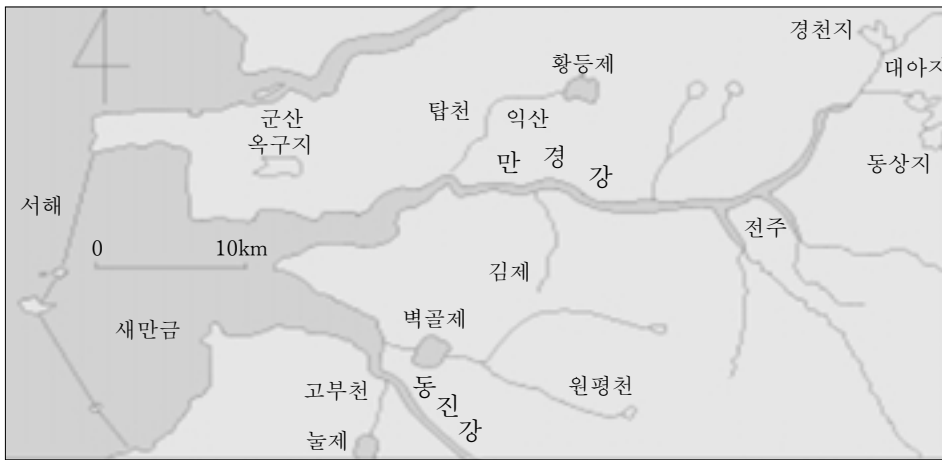 경천지
대아지
황등제
군산
옥구지
탑천
익산
만경강
동상지
서해
전주
0 10km
김제
새만금
벽골제
고부천
동진강
원평천
눌제